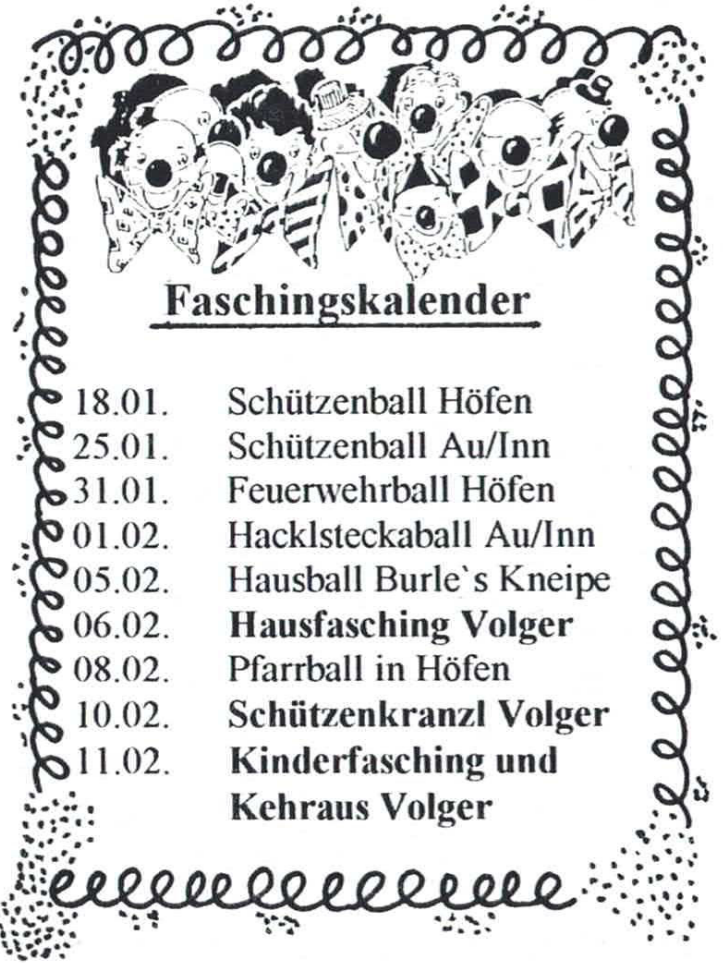 Faschingskalender
18.01. Schützenball Höfen
25.01. Schützenball Au/Inn
31.01. Feuerwehrball Höfen
01.02. Hacklsteckaball Au/Inn
05.02. Hausball Burle`s Kneipe
06.02. Hausfasching Volger
08.02. Pfarrball in Höfen
10.02. Schützenkranzl Volger
11.02. Kinderfasching und
Kehraus Volger